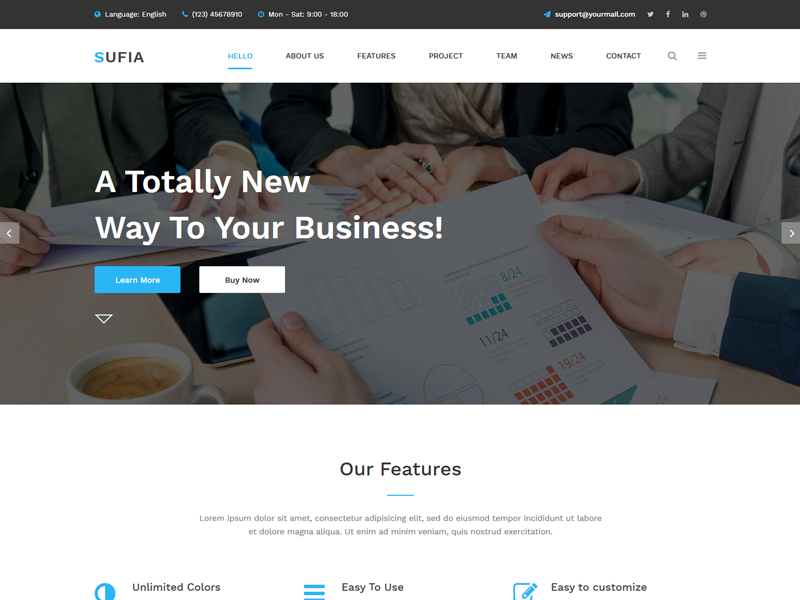 Language: English
(123) 45678910
Mon - Sat: 9:00 - 18:00
support@yourmail.com
SUFIA
HELLO
ABOUT US
FEATURES
PROJECT
TEAM
NEWS
CONTACT
A Totally New
Way To Your Business!
Learn More
Buy Now
8/24
11/24
19/24
Our Features
Lorem ipsum dolor sit amet, consectetur adipisicing elit, sed do eiusmod tempor incididunt ut labore
et dolore magna aliqua. Ut enim ad minim veniam, quis nostrud exercitation.
Unlimited Colors
Easy To Use
Easy to customize